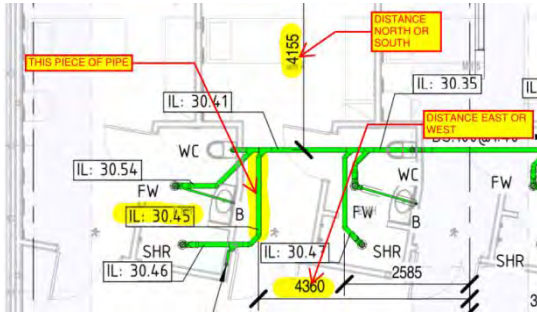 DISTANCE
NORTH OR
SOUTH
THIS PIECE OF PIPE
4155
IL: 30.41
IL: 30.35
DISTANCE EAST OR
WEST
WC
WC
IL: 30.54
FW
FW
FW
IL: 30.45
B
B
SHR
IL: 30.47
SHR
SHR
IL: 30.46
2585
4360